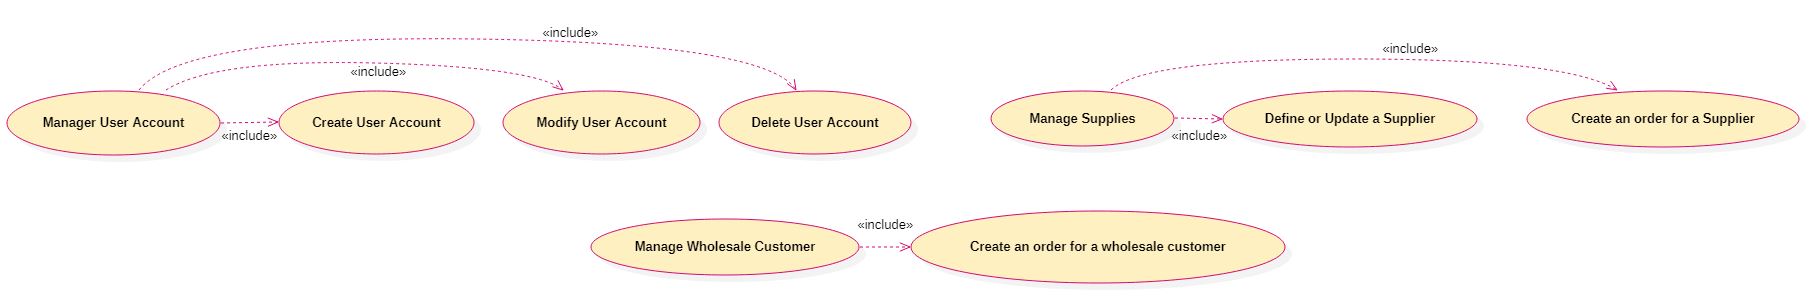 «include»
«include»
«include»
Manager User Account
Create User Account
Modify User Account
Delete User Account
«include»
Manage Supplies
Define or Update a Supplier
Create an order for a Supplier
«include»
«include»
Manage Wholesale Customer
Create an order for a wholesale customer